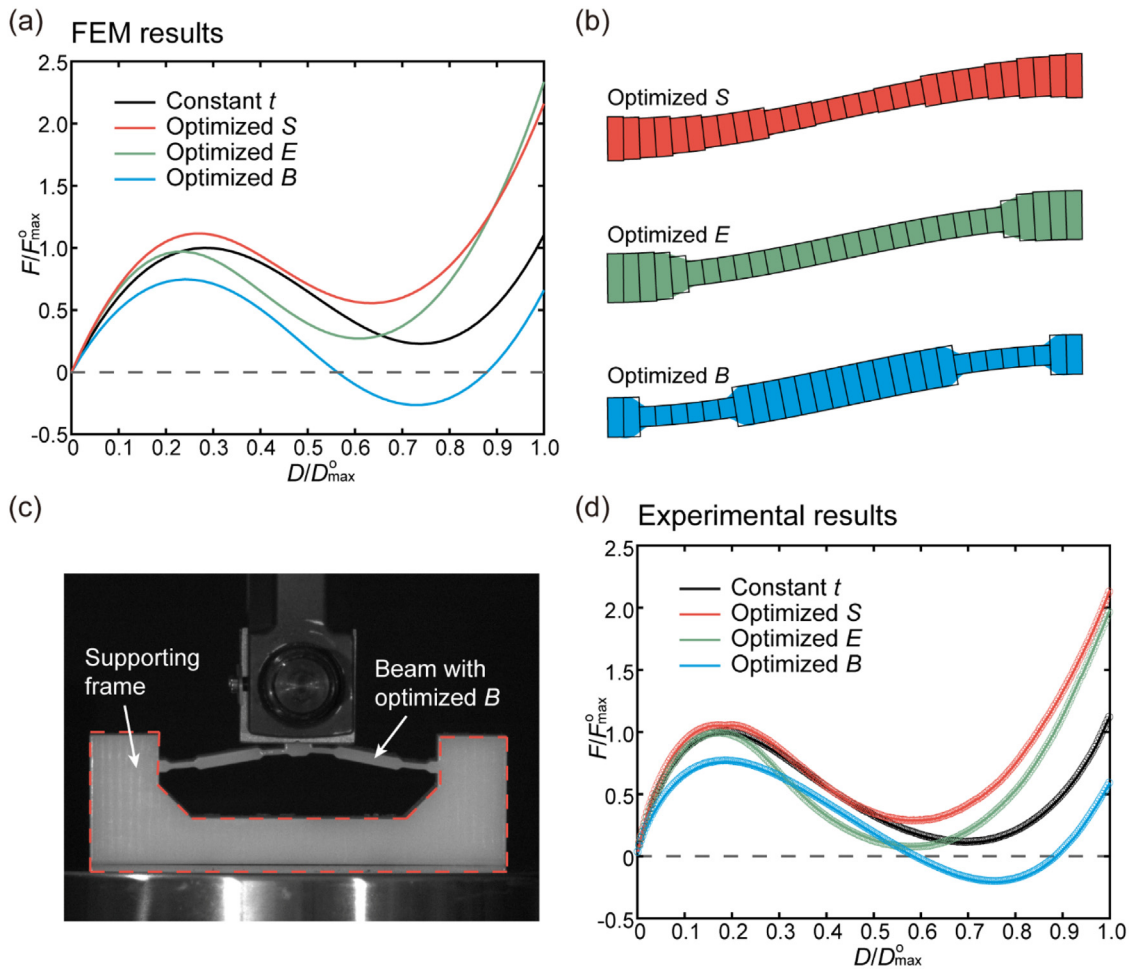 (a)
FEM results
2.5
2.0
1.5
1.0
0.5
0
-0.5
F/F°max
Constant t
Optimized S
Optimized E
Optimized B
0 0.1 0.2 0.3 0.4 0.5 0.6 0.7 0.8 0.9 1.0
D/D°max
(b)
Optimized S
Optimized E
Optimized B
(c)
Supporting
frame
Beam with
optimized B
(d)
Experimental results
2.5
2.0
1.5
1.0
0.5
0
-0.5
F/F°max
Constant t
Optimized S
Optimized E
Optimized B
0 0.1 0.2 0.3 0.4 0.5 0.6 0.7 0.8 0.9 1.0
D/D°max